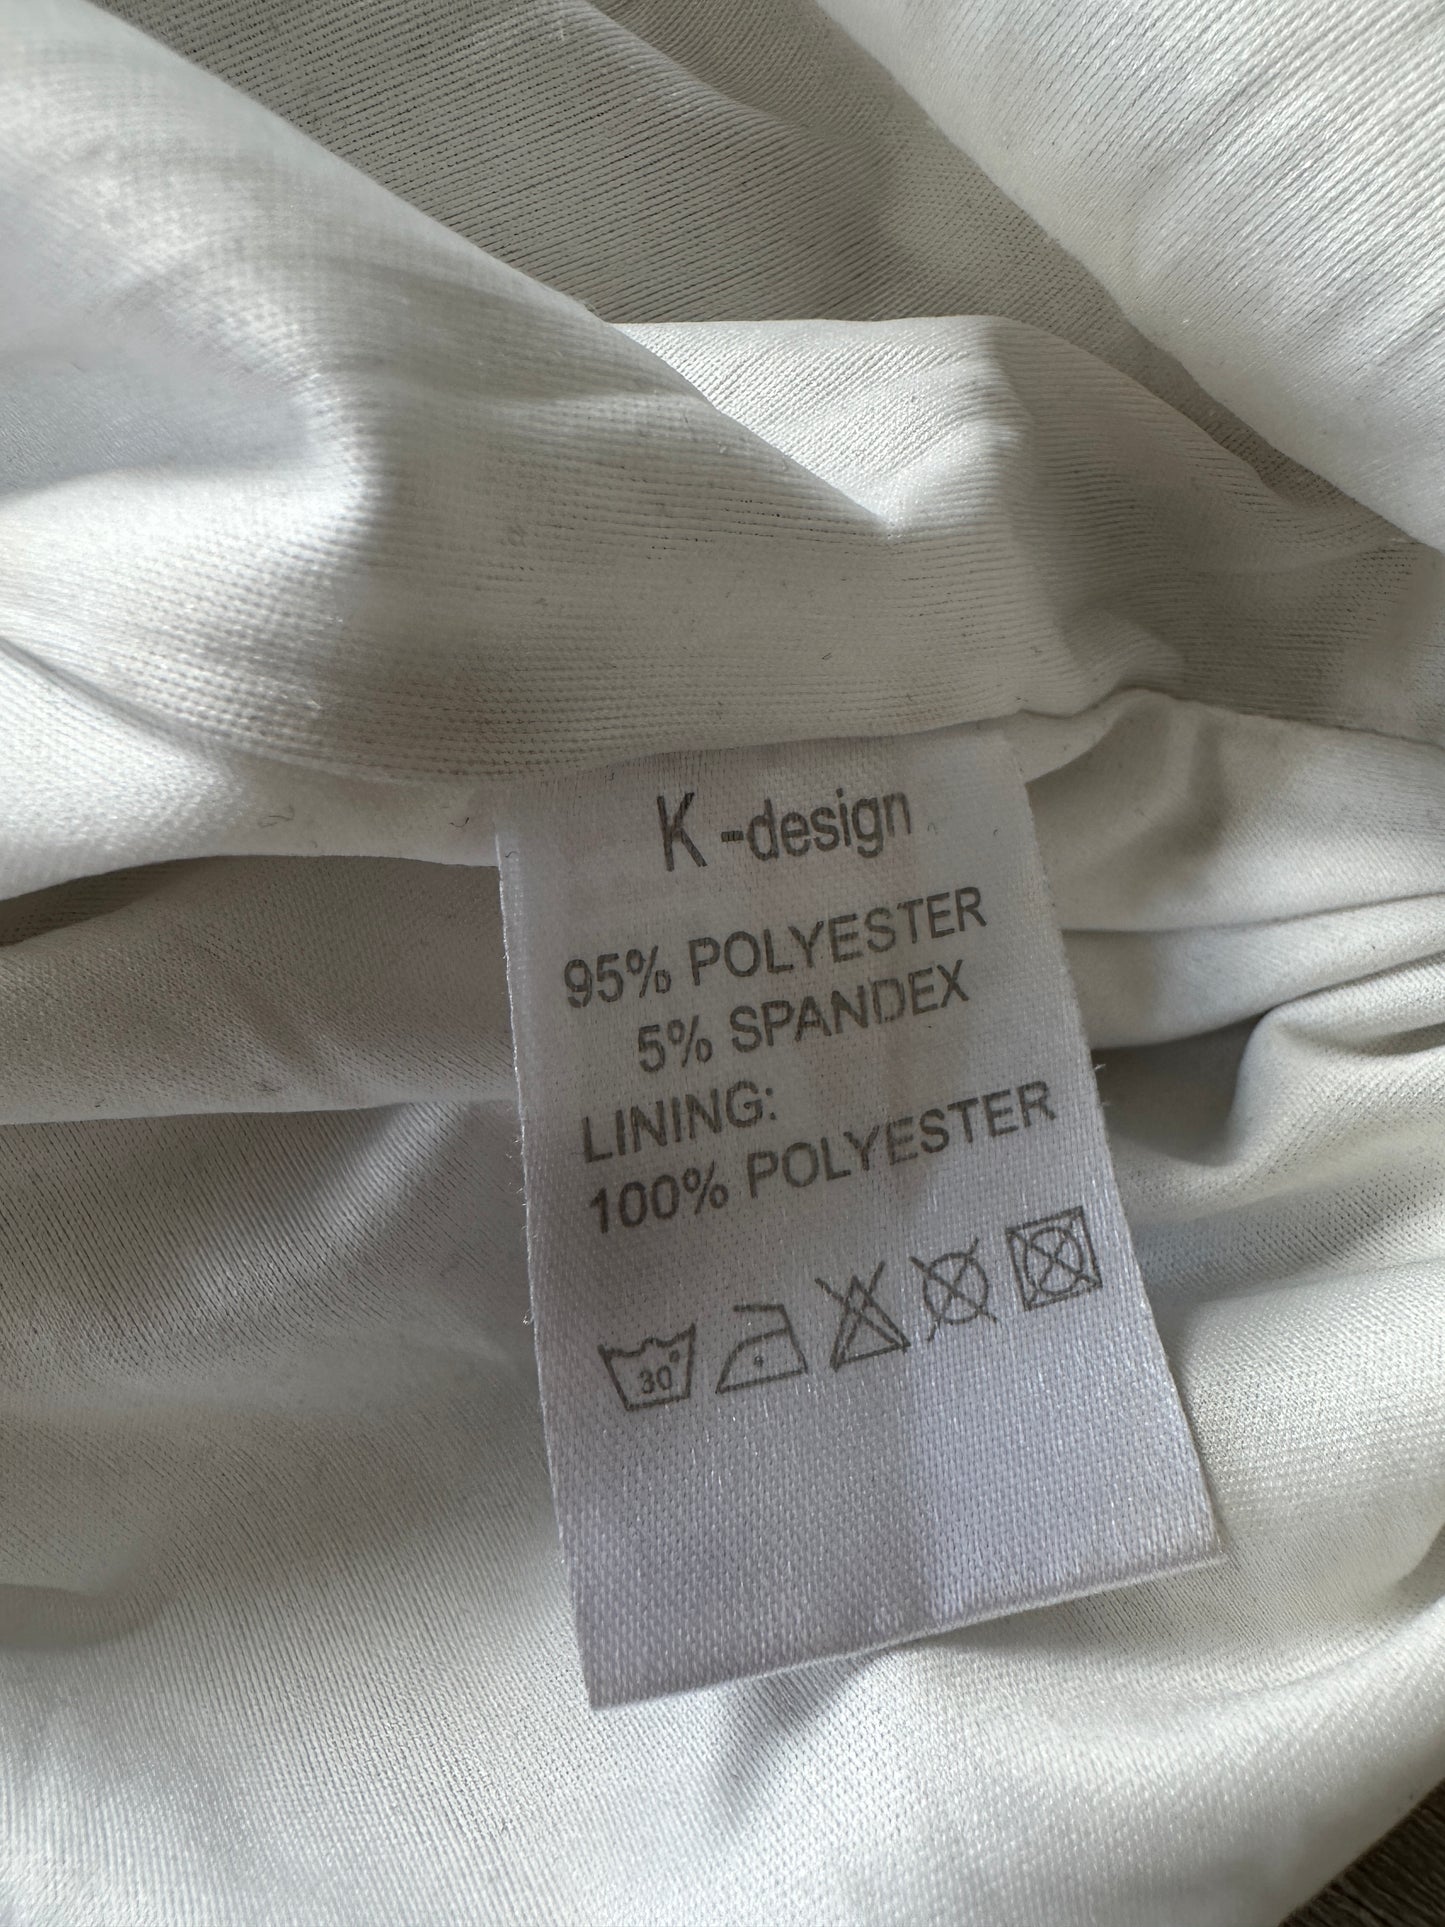 K-design
95% POLYESTER
5% SPANDEX
LINING:
100% POLYESTER
30°